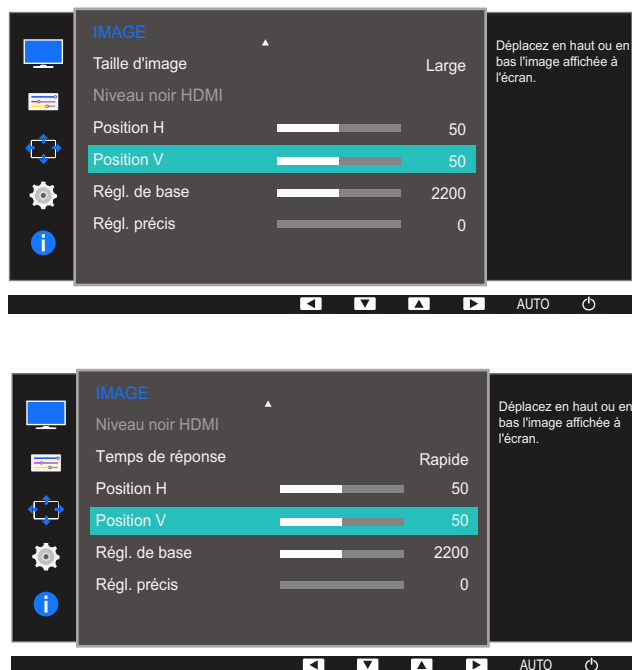 IMAGE
Taille d'image Large
Niveau noir HDMI
Position H 50
Position V 50
Régl. de base 2200
Régl. précis 0
Déplacez en haut ou en
bas l'image affichée à
l'écran.
AUTO
IMAGE
Niveau noir HDMI
Temps de réponse Rapide
Position H 50
Position V 50
Régl. de base 2200
Régl. précis 0
Déplacez en haut ou en
bas l'image affichée à
l'écran.
AUTO